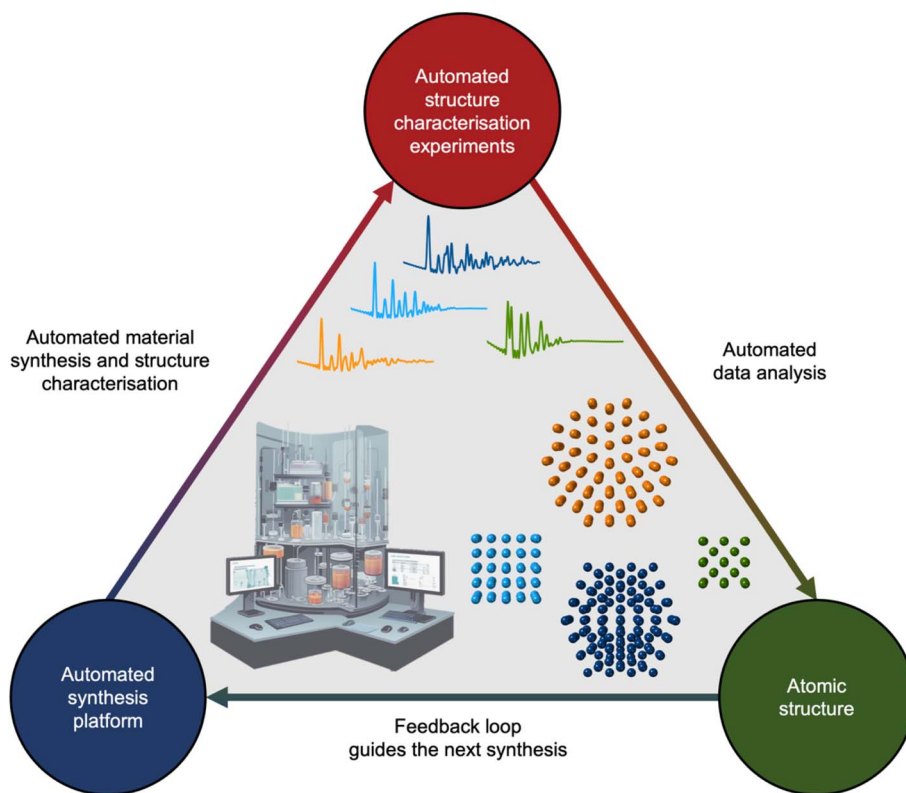 Automated
structure
characterisation
experiments
Automated material
synthesis and structure
characterisation
Automated
data analysis
Automated
synthesis
platform
Atomic
structure
Feedback loop
guides the next synthesis